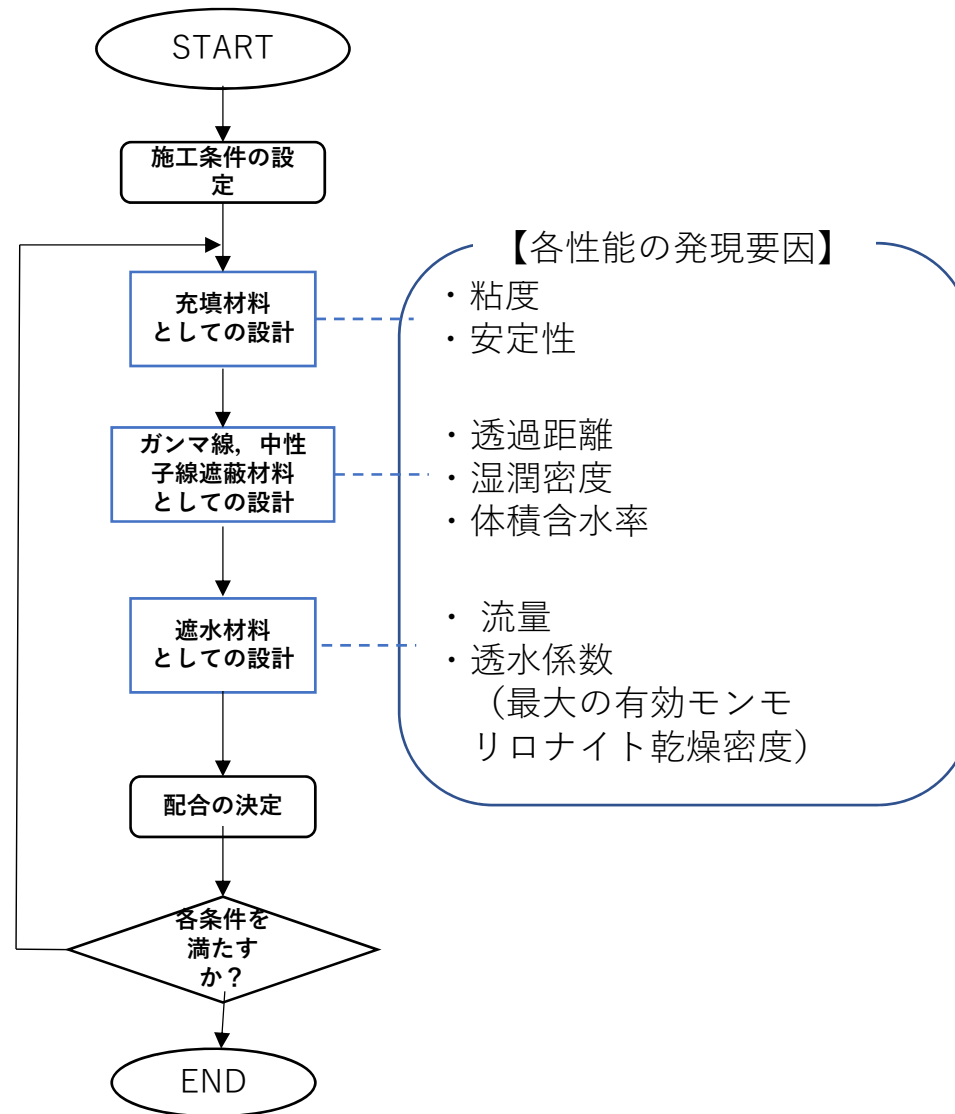 START
施工条件の設
定
充填材料
としての設計
ガンマ線，中性
子線遮蔽材料
としての設計
遮水材料
としての設計
配合の決定
各条件を
満たす
か？
END
【各性能の発現要因】
・粘度
・安定性
・透過距離
・湿潤密度
・体積含水率
・ 流量
・透水係数
（最大の有効モンモ
リロナイト乾燥密度）